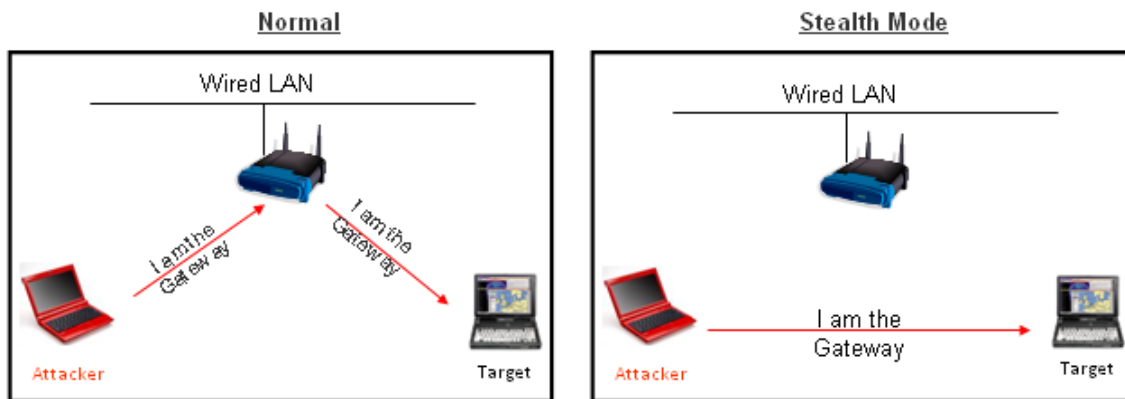 Normal
Wired LAN
I am the
Gateway
I am the
Gateway
Attacker
Target
Stealth Mode
Wired LAN
I am the
Gateway
Attacker
Target